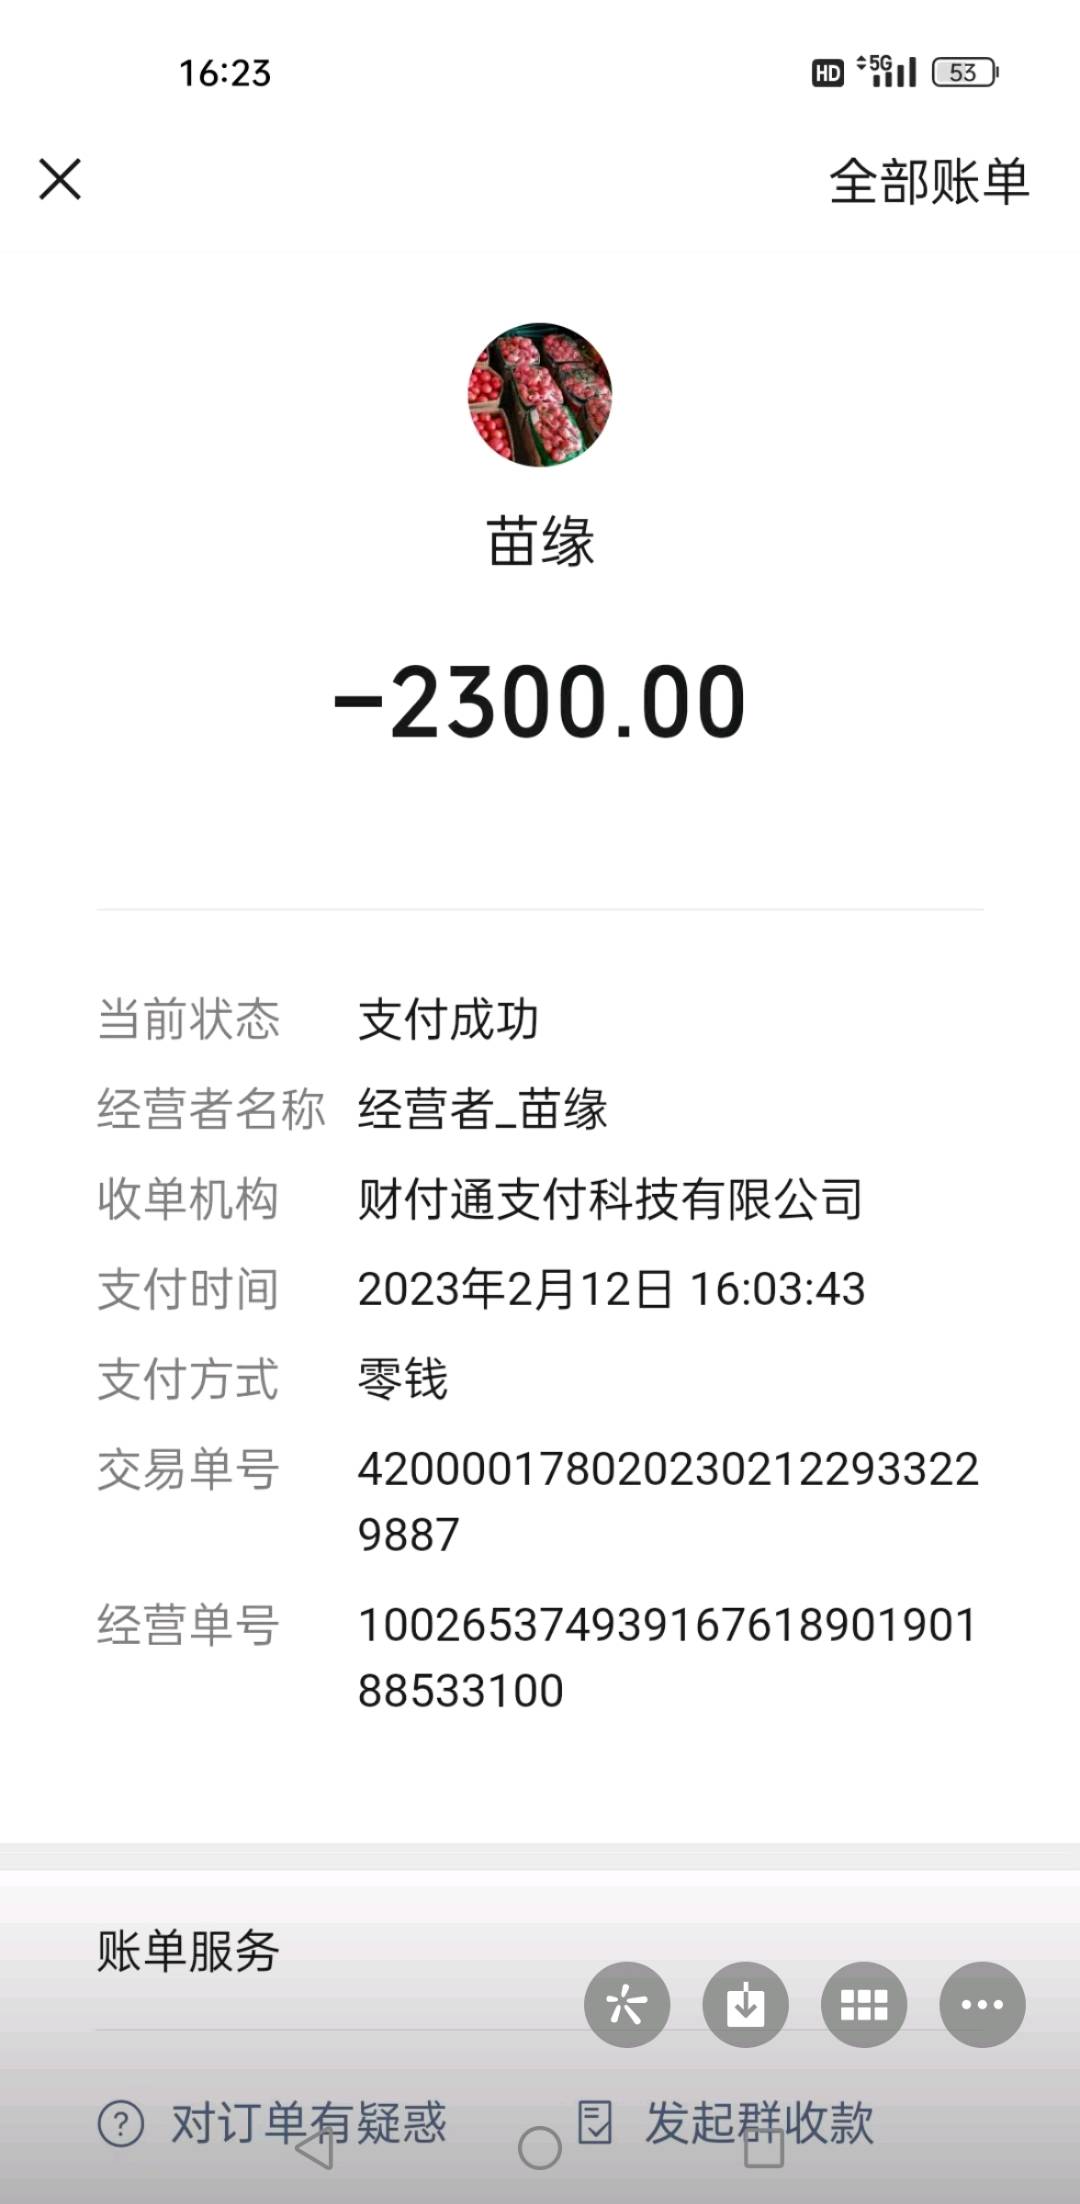 16:23
HD 5G 53
全部账单
苗缘
-2300.00
当前状态 支付成功
经营者名称 经营者_苗缘
收单机构 财付通支付科技有限公司
支付时间 2023年2月12日 16:03:43
支付方式 零钱
交易单号 420000178020230212293322
9887
经营单号 100265374939167618901901
88533100
账单服务
对订单有疑惑 发起群收款